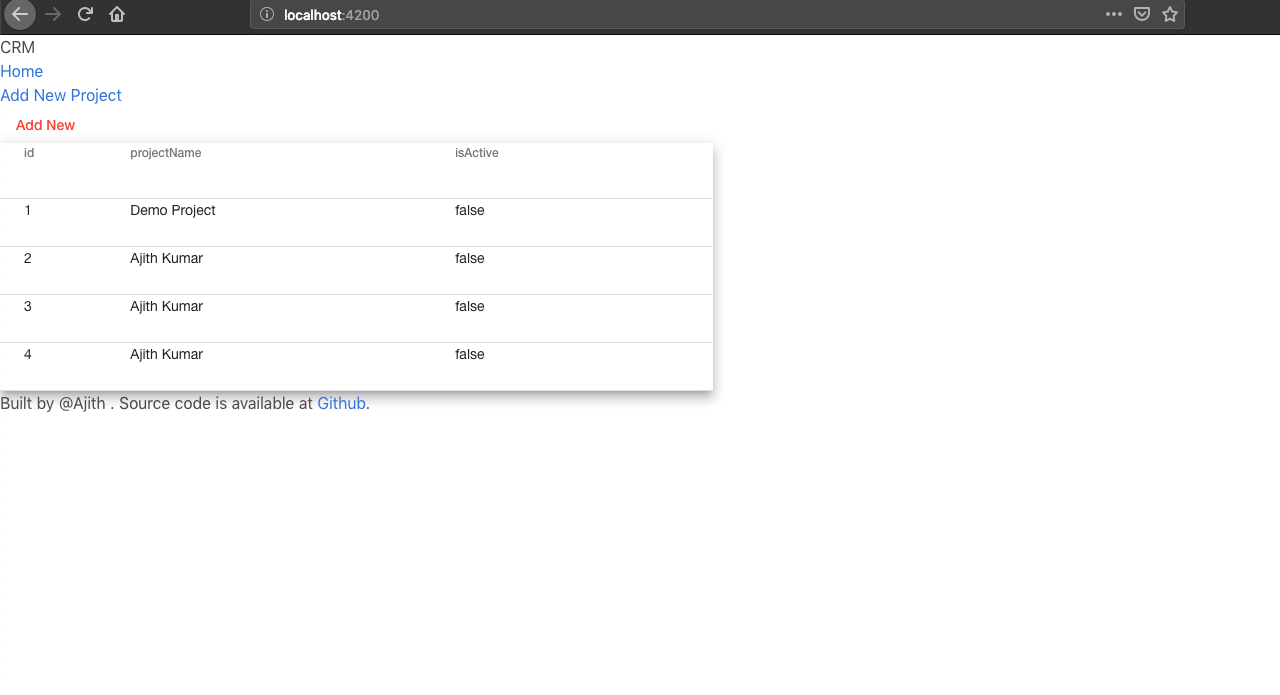 localhost:4200
CRM
Home
Add New Project
Add New
id projectName isActive
1 Demo Project false
2 Ajith Kumar false
3 Ajith Kumar false
4 Ajith Kumar false
Built by @Ajith . Source code is available at Github.